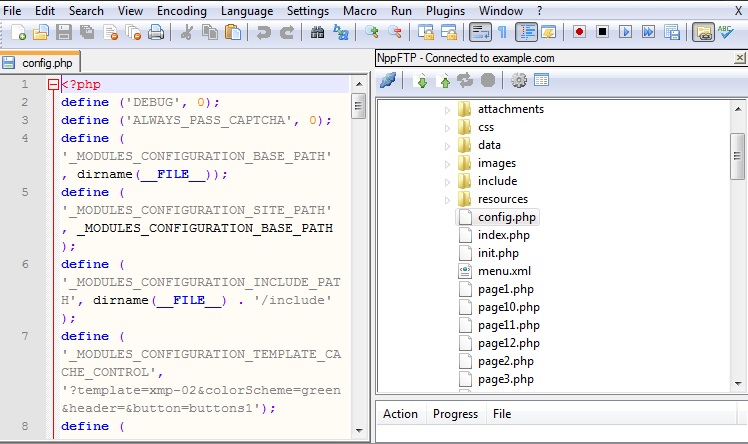 File Edit Search View Encoding Language Settings Macro Run Plugins Window ? X
config.php
NppFTP - Connected to example.com
1 <?php
2 define ('DEBUG', 0);
3 define ('ALWAYS_PASS_CAPTCHA', 0);
4 define (
'_MODULES_CONFIGURATION_BASE_PATH'
, dirname(__FILE__));
5 define (
'_MODULES_CONFIGURATION_SITE_PATH'
, _MODULES_CONFIGURATION_BASE_PATH
);
6 define (
'_MODULES_CONFIGURATION_INCLUDE_PAT
H', dirname(__FILE__) . '/include'
);
7 define (
'_MODULES_CONFIGURATION_TEMPLATE_CA
CHE_CONTROL',
'?template=xmp-02&colorScheme=green
&header=&button=buttons1');
8 define (
attachments
css
data
images
include
resources
config.php
index.php
init.php
menu.xml
page1.php
page10.php
page11.php
page12.php
page2.php
page3.php
Action Progress File